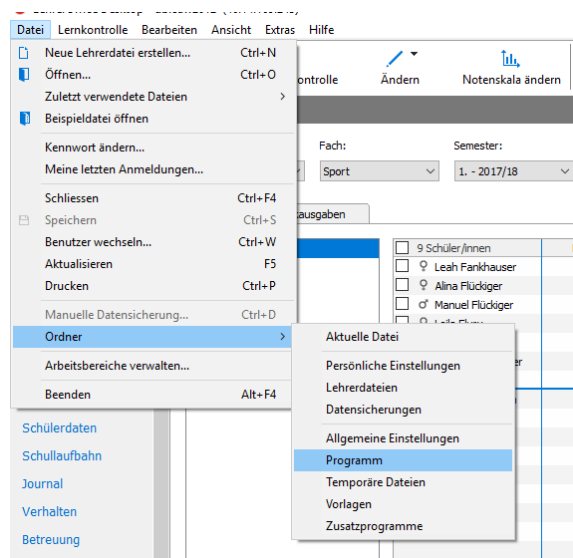 Datei Lernkontrolle Bearbeiten Ansicht Extras Hilfe
Neue Lehrerdatei erstellen... Ctrl+N
Öffnen... Ctrl+O
Zuletzt verwendete Dateien >
Beispieldatei öffnen
Kennwort ändern...
Meine letzten Anmeldungen...
Schliessen Ctrl+F4
Speichern Ctrl+S
Benutzer wechseln... Ctrl+W
Aktualisieren F5
Drucken Ctrl+P
Manuelle Datensicherung... Ctrl+D
Ordner >
Arbeitsbereiche verwalten...
Beenden Alt+F4
Aktuelle Datei
Persönliche Einstellungen
Lehrerdateien
Datensicherungen
Allgemeine Einstellungen
Programm
Temporäre Dateien
Vorlagen
Zusatzprogramme
ontrolle Ändern Notenskala ändern
Fach: Semester:
Sport 1. - 2017/18
kausgaben
9 Schüler/innen
Leah Fankhauser
Alina Flückiger
Manuel Flückiger
er
Schülerdaten
Schullaufbahn
Journal
Verhalten
Betreuung